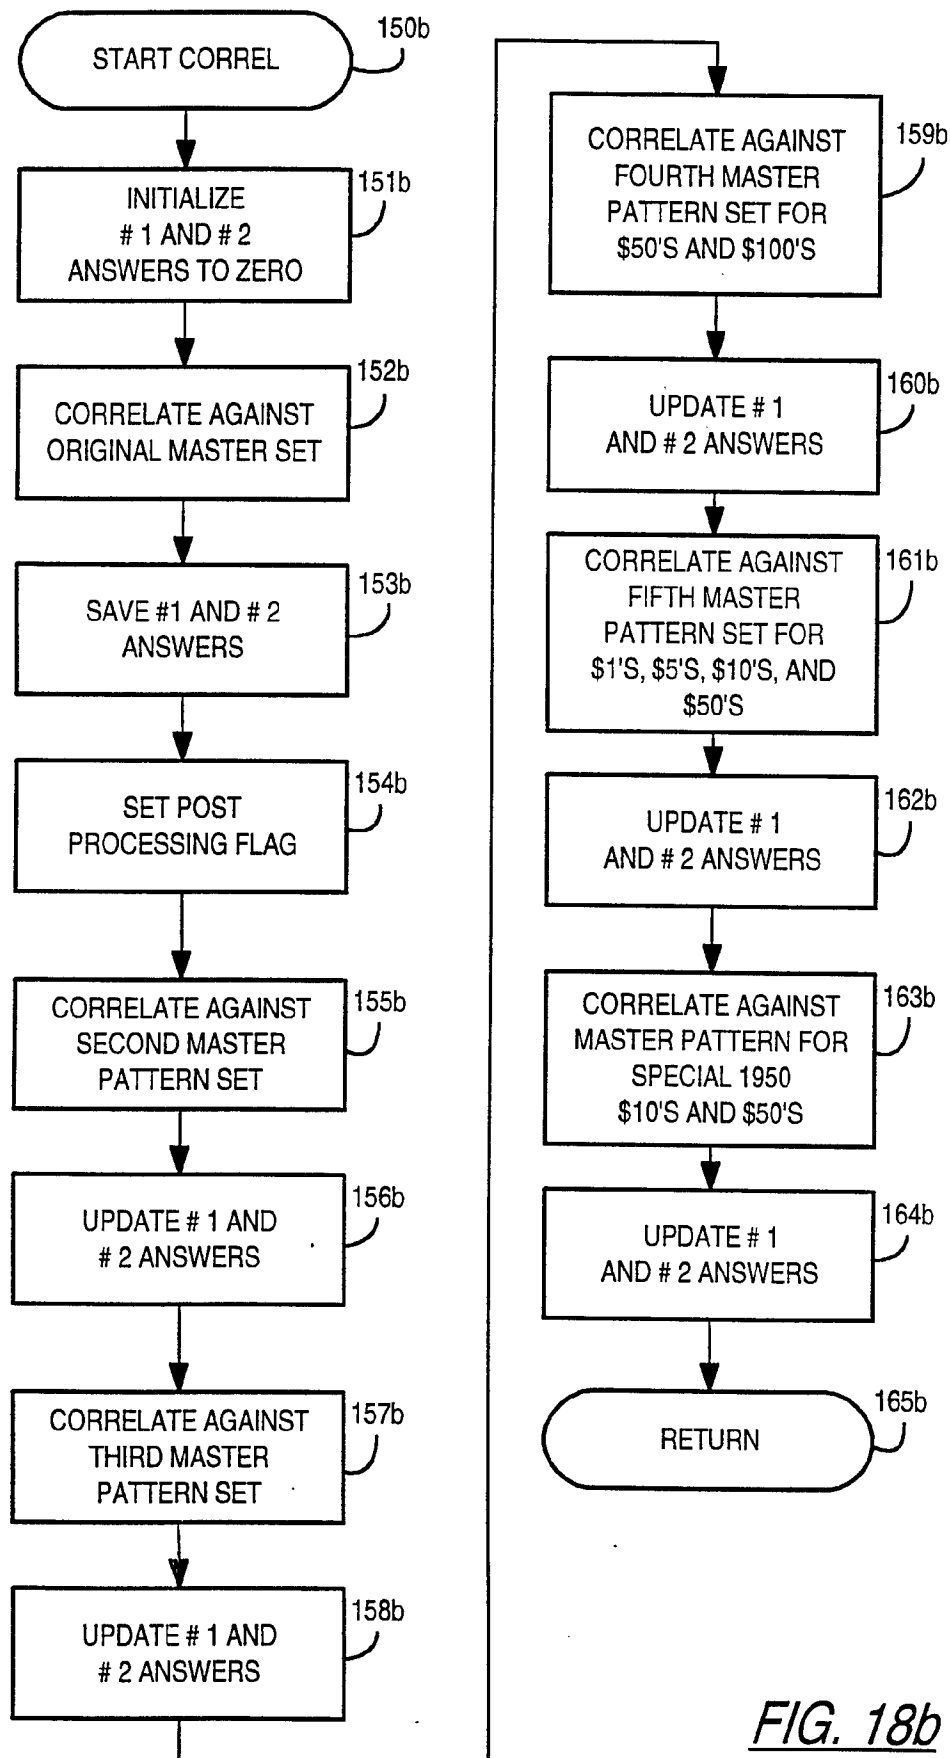 START CORREL
150b
INITIALIZE
# 1 AND # 2
ANSWERS TO ZERO
151b
CORRELATE AGAINST
ORIGINAL MASTER SET
152b
SAVE #1 AND # 2
ANSWERS
153b
SET POST
PROCESSING FLAG
154b
CORRELATE AGAINST
SECOND MASTER
PATTERN SET
155b
UPDATE # 1 AND
# 2 ANSWERS
156b
CORRELATE AGAINST
THIRD MASTER
PATTERN SET
157b
UPDATE # 1 AND
# 2 ANSWERS
158b
CORRELATE AGAINST
FOURTH MASTER
PATTERN SET FOR
$50'S AND $100'S
159b
UPDATE # 1
AND # 2 ANSWERS
160b
CORRELATE AGAINST
FIFTH MASTER
PATTERN SET FOR
$1'S, $5'S, $10'S, AND
$50'S
161b
UPDATE # 1
AND # 2 ANSWERS
162b
CORRELATE AGAINST
MASTER PATTERN FOR
SPECIAL 1950
$10'S AND $50'S
163b
UPDATE # 1
AND # 2 ANSWERS
164b
RETURN
165b
FIG. 18b